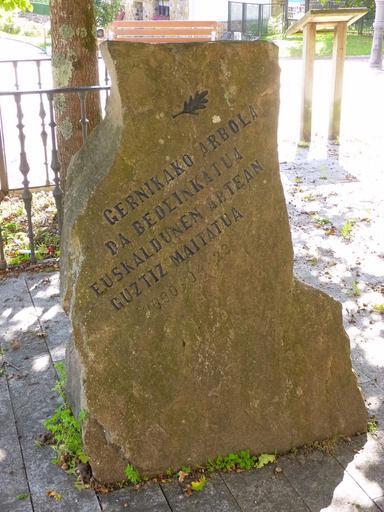 GERNIKAKO ARBOLA
DA BEDEINKATUA
EUSKALDUNEN ARTEAN
GUZTIZ MAITATUA